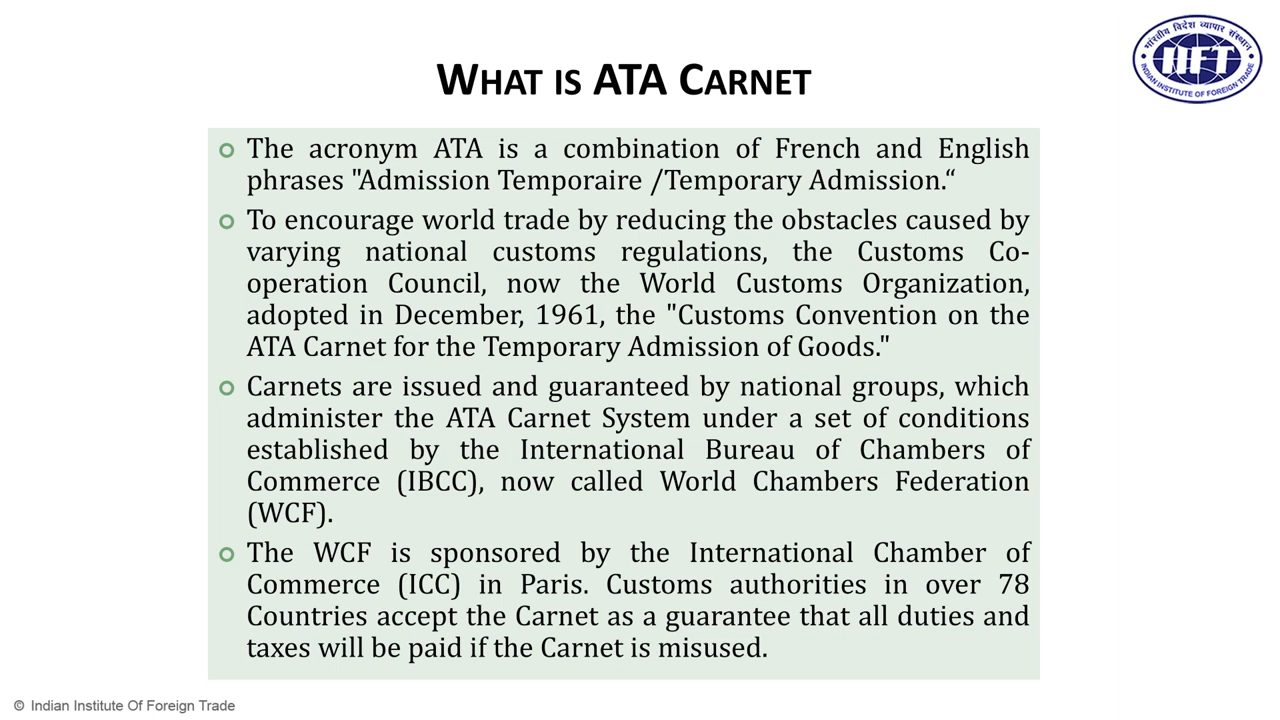 भारतीय विदेश व्यापार संस्थान
IIFT
INDIAN INSTITUTE OF FOREIGN TRADE
WHAT IS ATA CARNET
The acronym ATA is a combination of French and English
phrases "Admission Temporaire /Temporary Admission.“
To encourage world trade by reducing the obstacles caused by
varying national customs regulations, the Customs Co-
operation Council, now the World Customs Organization,
adopted in December, 1961, the "Customs Convention on the
ATA Carnet for the Temporary Admission of Goods."
Carnets are issued and guaranteed by national groups, which
administer the ATA Carnet System under a set of conditions
established by the International Bureau of Chambers of
Commerce (IBCC), now called World Chambers Federation
(WCF).
The WCF is sponsored by the International Chamber of
Commerce (ICC) in Paris. Customs authorities in over 78
Countries accept the Carnet as a guarantee that all duties and
taxes will be paid if the Carnet is misused.
© Indian Institute Of Foreign Trade